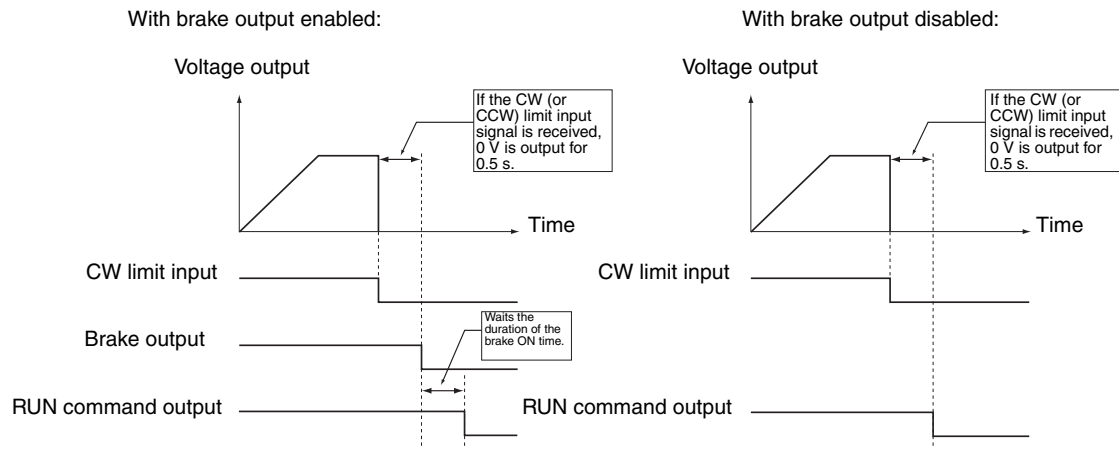 With brake output enabled:
Voltage output
If the CW (or
CCW) limit input
signal is received,
0 V is output for
0.5 s.
Time
CW limit input
Waits the
duration of the
brake ON time.
Brake output
RUN command output
With brake output disabled:
Voltage output
If the CW (or
CCW) limit input
signal is received,
0 V is output for
0.5 s.
Time
CW limit input
RUN command output